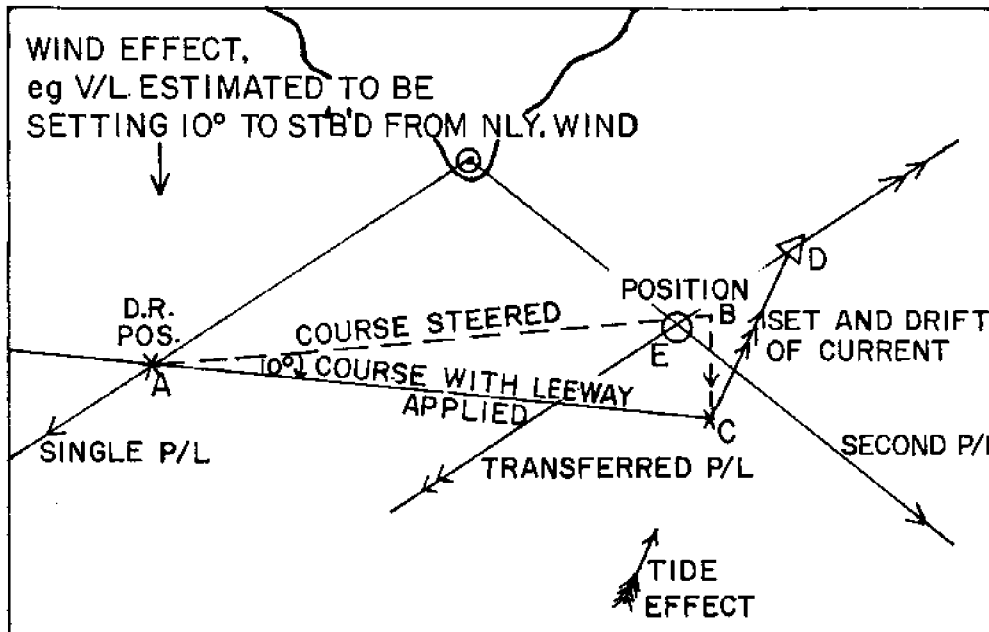 WIND EFFECT,
eg V/L ESTIMATED TO BE
SETTING 10° TO STB'D FROM NLY. WIND
D.R.
POS.
A
COURSE STEERED
10°
COURSE WITH LEEWAY
APPLIED
POSITION
B
E
C
D
SET AND DRIFT
OF CURRENT
SINGLE P/L
TRANSFERRED P/L
SECOND P/
TIDE
EFFECT